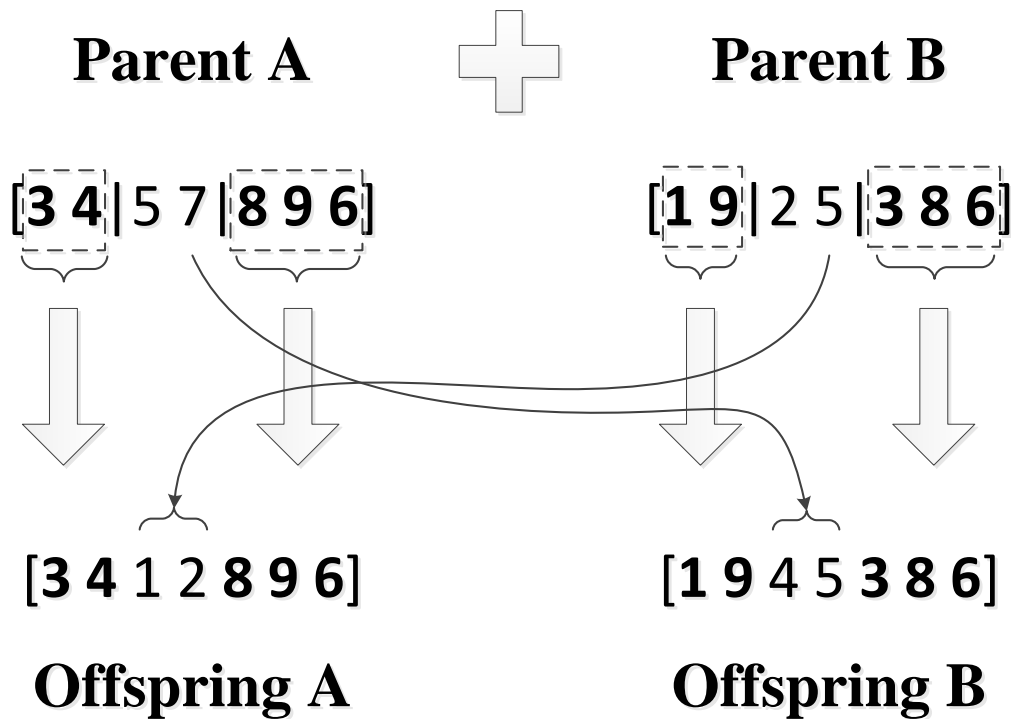 Parent A Parent B
[3 4|5 7|8 9 6] [1 9|2 5|3 8 6]
[3 4 1 2 8 9 6] [1 9 4 5 3 8 6]
Offspring A Offspring B